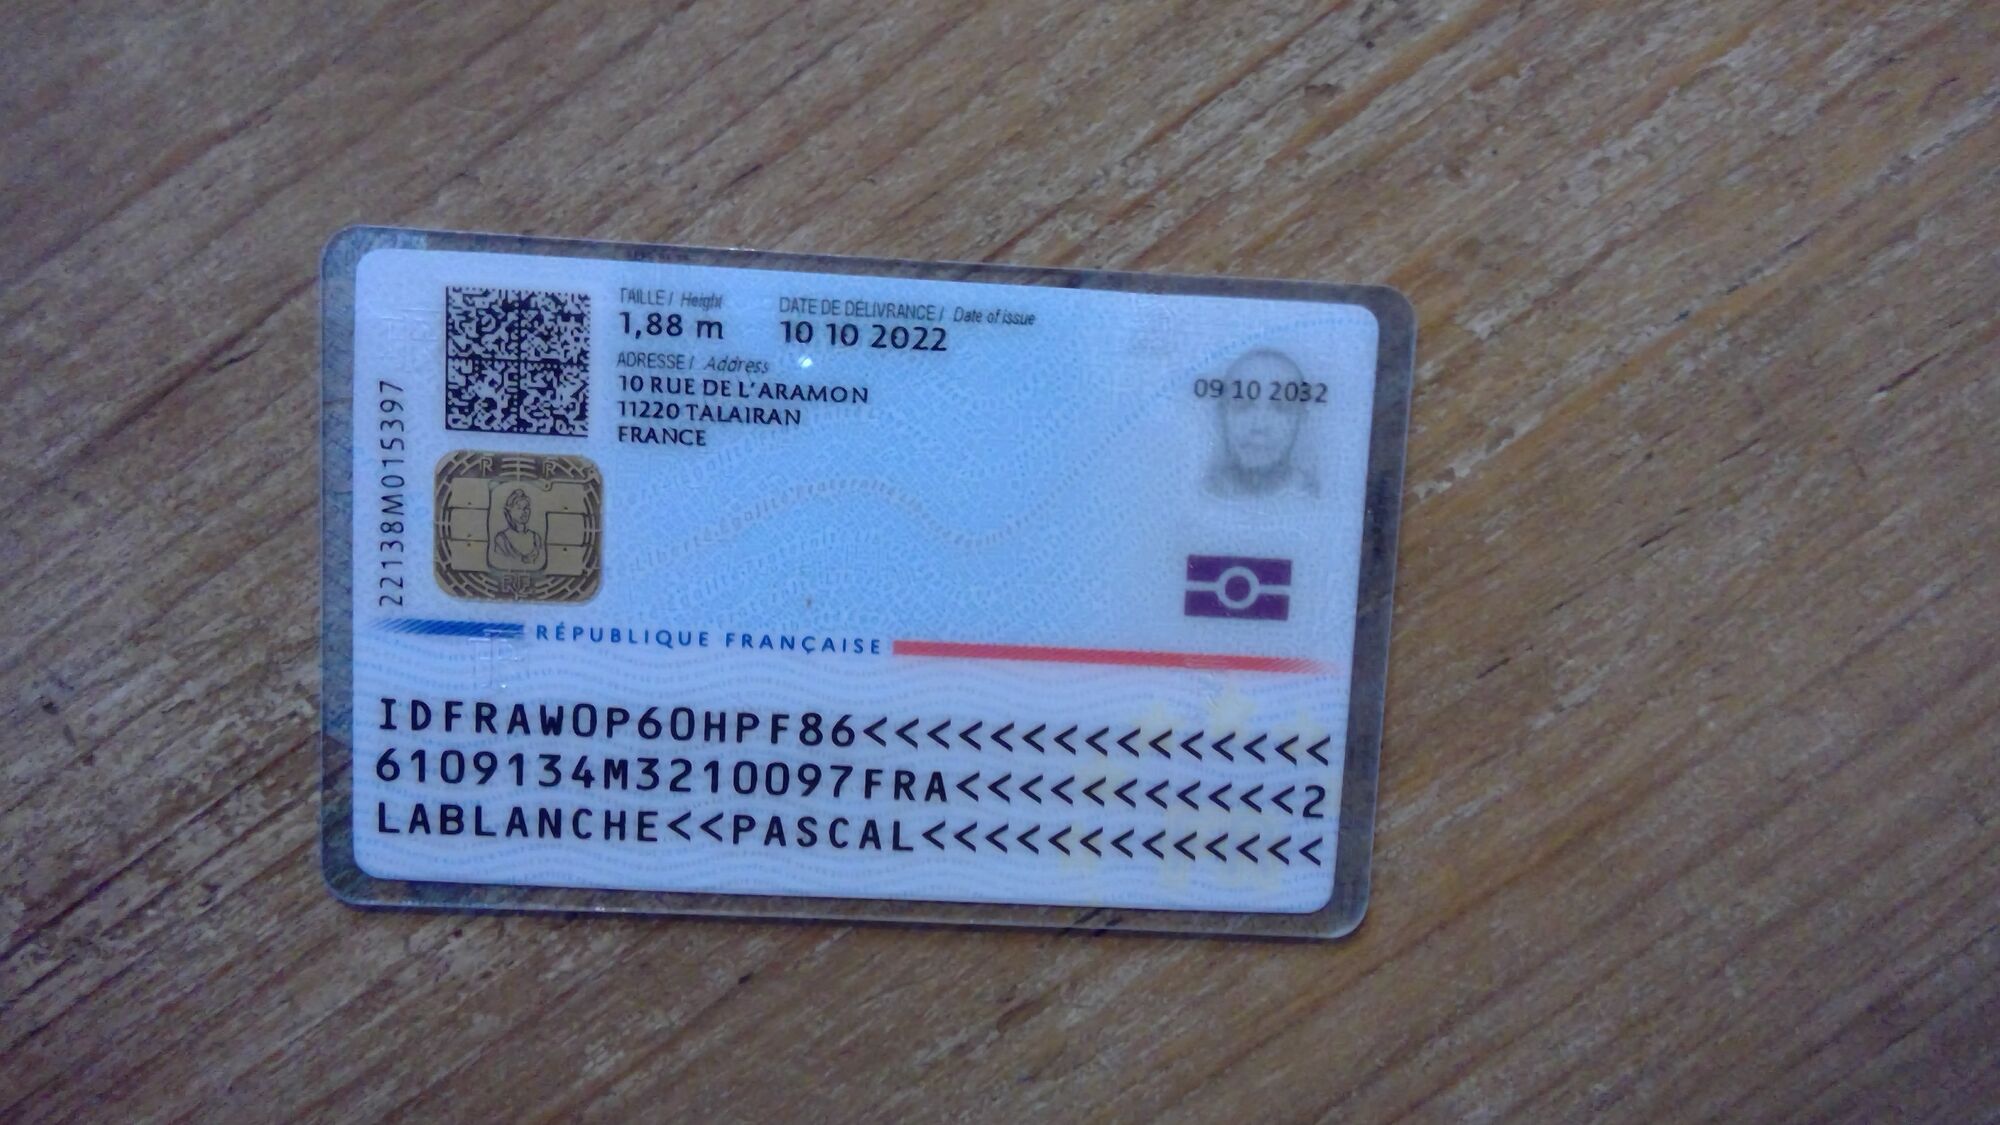 TAILLE / Height
1,88 m
DATE DE DÉLIVRANCE / Date of issue
10 10 2022
ADRESSE / Address
10 RUE DE L'ARAMON
11220 TALAIRAN
FRANCE
09 10 2032
22138M015397
RÉPUBLIQUE FRANÇAISE
IDFRAW0P60HPF86<<<<<<<<<<<<<<<
6109134M3210097FRA<<<<<<<<<<<2
LABLANCHE<<PASCAL<<<<<<<<<<<<<